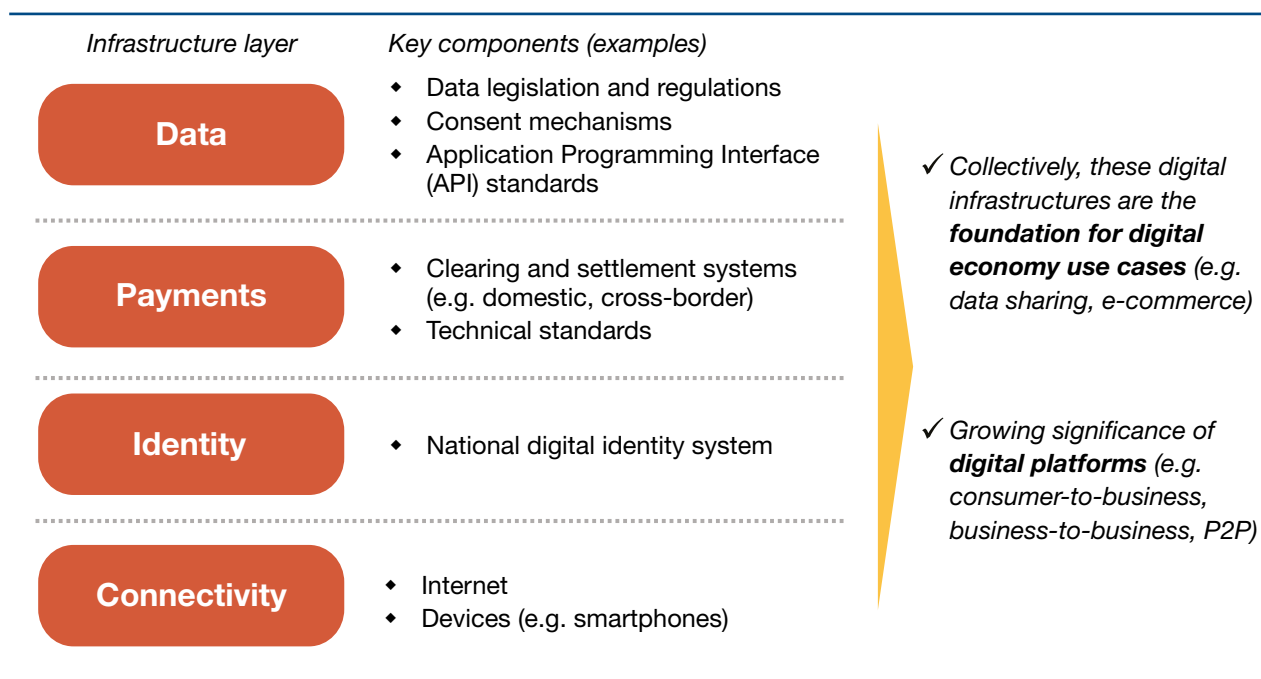 Infrastructure layer
Key components (examples)
Data
◆ Data legislation and regulations
◆ Consent mechanisms
◆ Application Programming Interface
(API) standards
Payments
◆ Clearing and settlement systems
(e.g. domestic, cross-border)
◆ Technical standards
Identity
◆ National digital identity system
Connectivity
◆ Internet
◆ Devices (e.g. smartphones)
✓ Collectively, these digital
infrastructures are the
foundation for digital
economy use cases (e.g.
data sharing, e-commerce)
✓ Growing significance of
digital platforms (e.g.
consumer-to-business,
business-to-business, P2P)